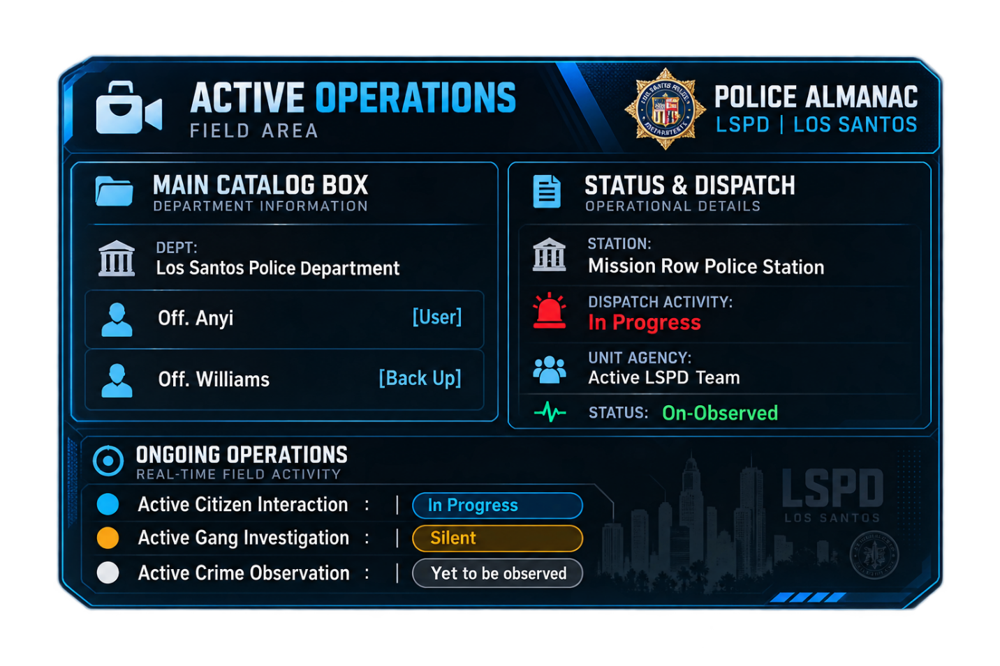 ACTIVE OPERATIONS
FIELD AREA
POLICE ALMANAC
LSPD | LOS SANTOS
MAIN CATALOG BOX
DEPARTMENT INFORMATION
DEPT:
Los Santos Police Department
Off. Anyi [User]
Off. Williams [Back Up]
STATUS & DISPATCH
OPERATIONAL DETAILS
STATION:
Mission Row Police Station
DISPATCH ACTIVITY:
In Progress
UNIT AGENCY:
Active LSPD Team
STATUS: On-Observed
ONGOING OPERATIONS
REAL-TIME FIELD ACTIVITY
Active Citizen Interaction : | In Progress
Active Gang Investigation : | Silent
Active Crime Observation : | Yet to be observed
LSPD
LOS SANTOS